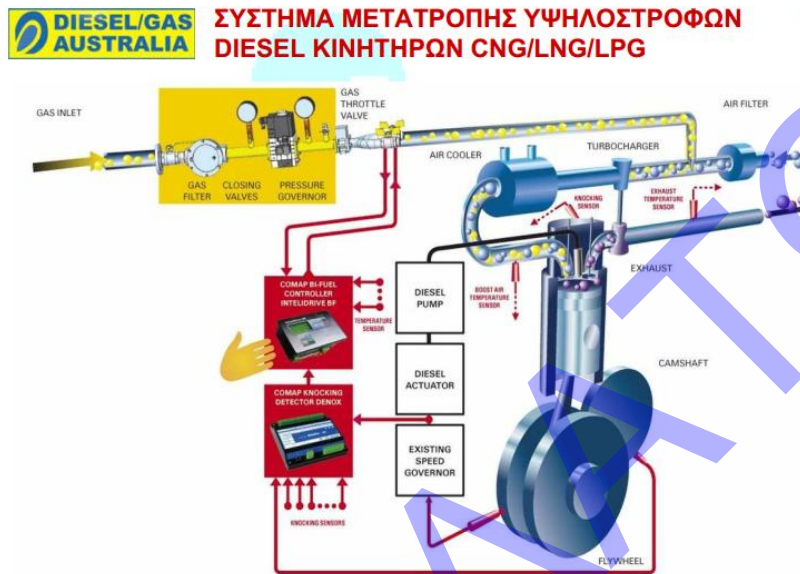 DIESEL/GAS
AUSTRALIA
ΣΥΣΤΗΜΑ ΜΕΤΑΤΡΟΠΗΣ ΥΨΗΛΟΣΤΡΟΦΩΝ
DIESEL ΚΙΝΗΤΗΡΩΝ CNG/LNG/LPG
GAS INLET
GAS
THROTTLE
VALVE
AIR FILTER
AIR COOLER
TURBOCHARGER
GAS
FILTER
CLOSING
VALVES
PRESSURE
GOVERNOR
KNOCKING
SENSOR
EXHAUST
TEMPERATURE
SENSOR
EXHAUST
COMAP BI-FUEL
CONTROLLER
INTELIDRIVE BF
TEMPERATURE
SENSOR
DIESEL
PUMP
BOOST AIR
TEMPERATURE
SENSOR
CAMSHAFT
DIESEL
ACTUATOR
COMAP KNOCKING
DETECTOR DENOX
EXISTING
SPEED
GOVERNOR
KNOCKING SENSORS
FLYWHEEL